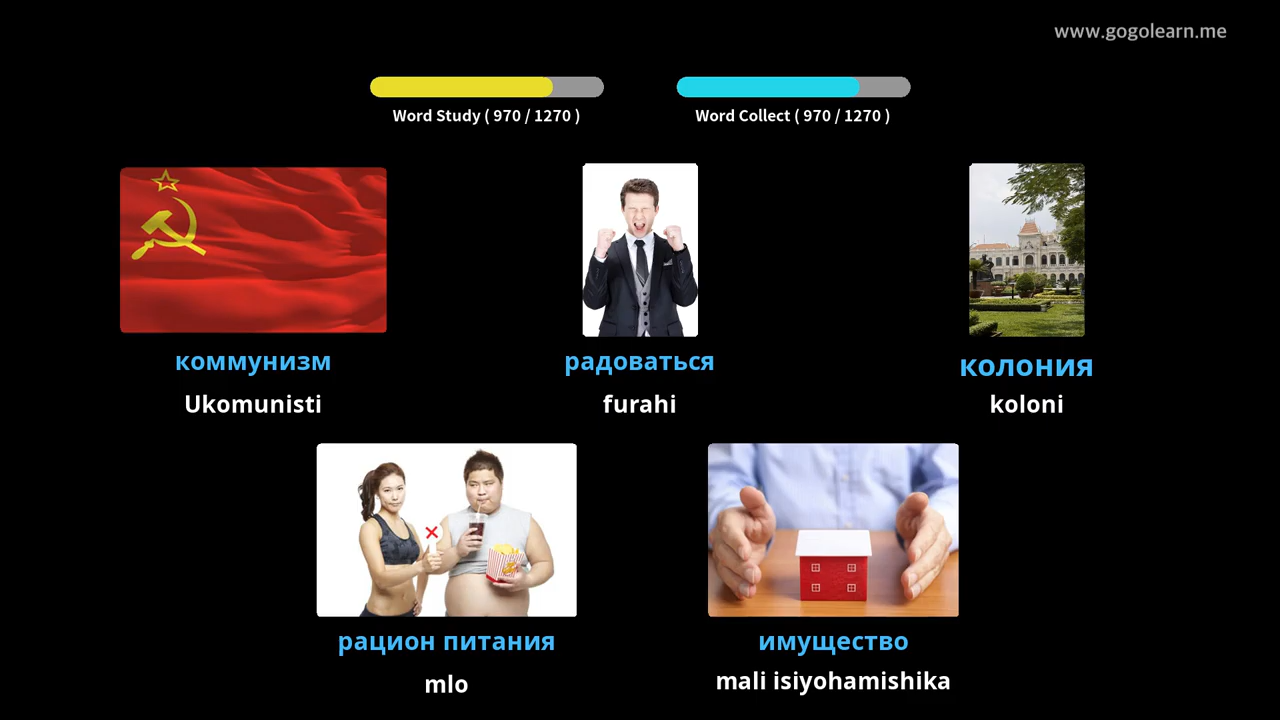 www.gogolearn.me
Word Study ( 970 / 1270 )
Word Collect ( 970 / 1270 )
коммунизм
Ukomunisti
радоваться
furahi
колония
koloni
рацион питания
mlo
имущество
mali isiyohamishika